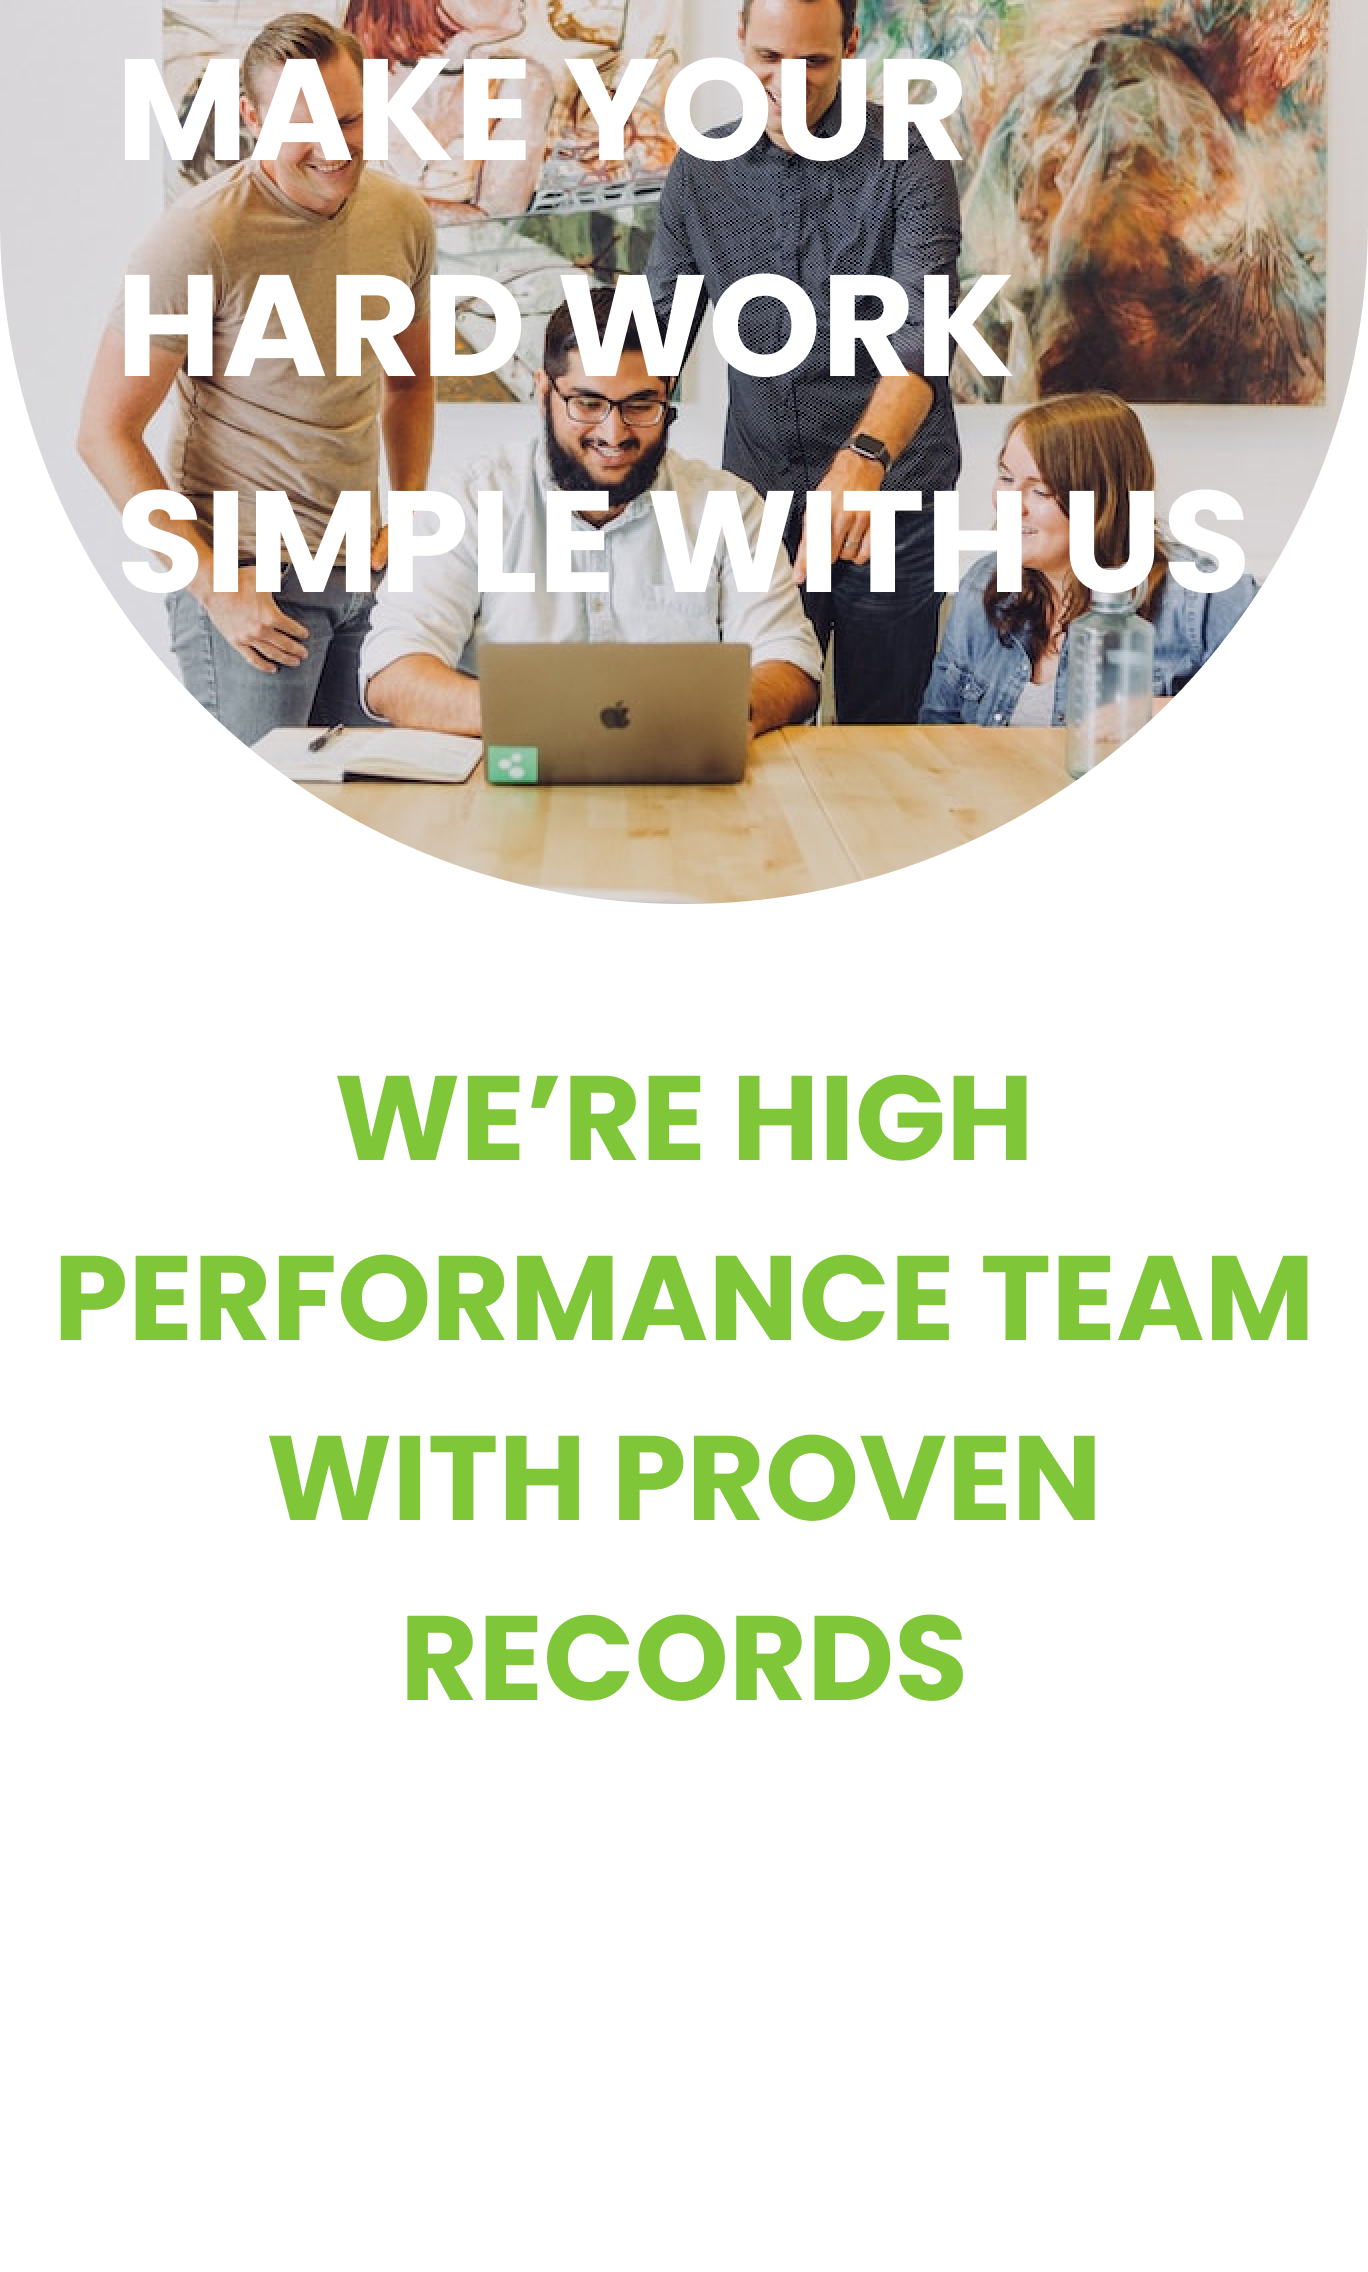 MAKE YOUR
HARD WORK
SIMPLE WITH US
WE’RE HIGH
PERFORMANCE TEAM
WITH PROVEN
RECORDS